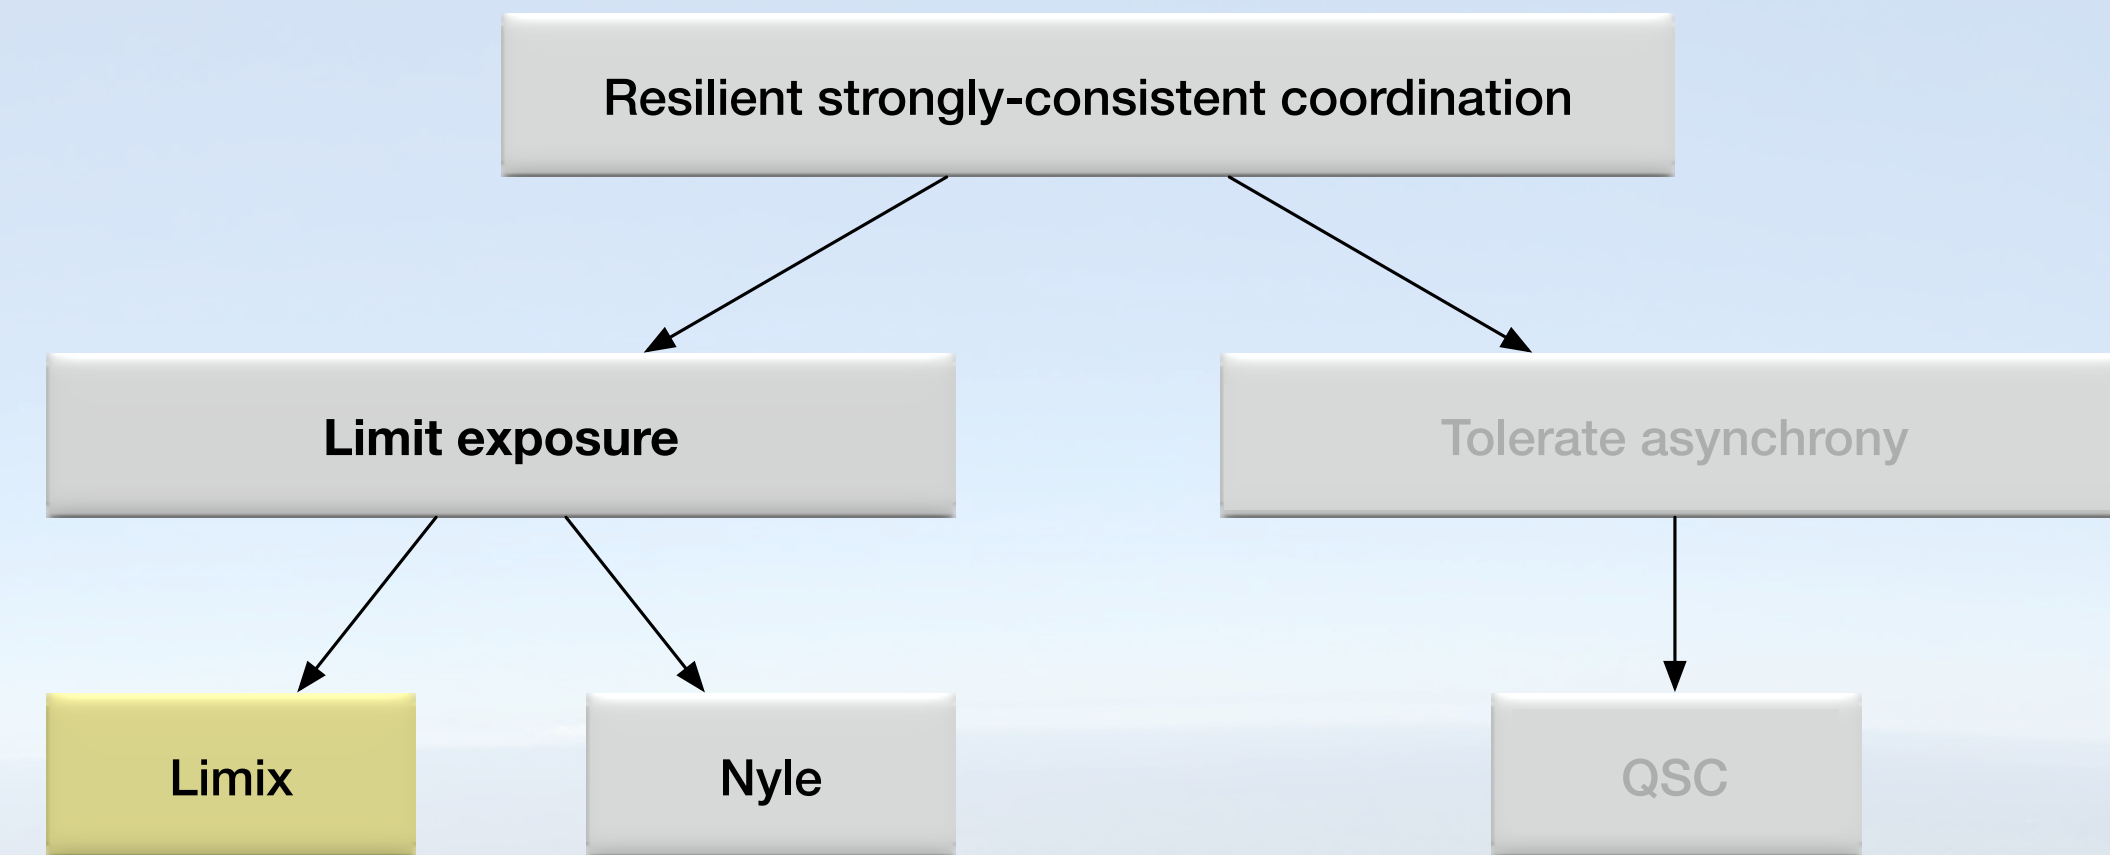 Resilient strongly-consistent coordination
Limit exposure
Tolerate asynchrony
Limix
Nyle
QSC